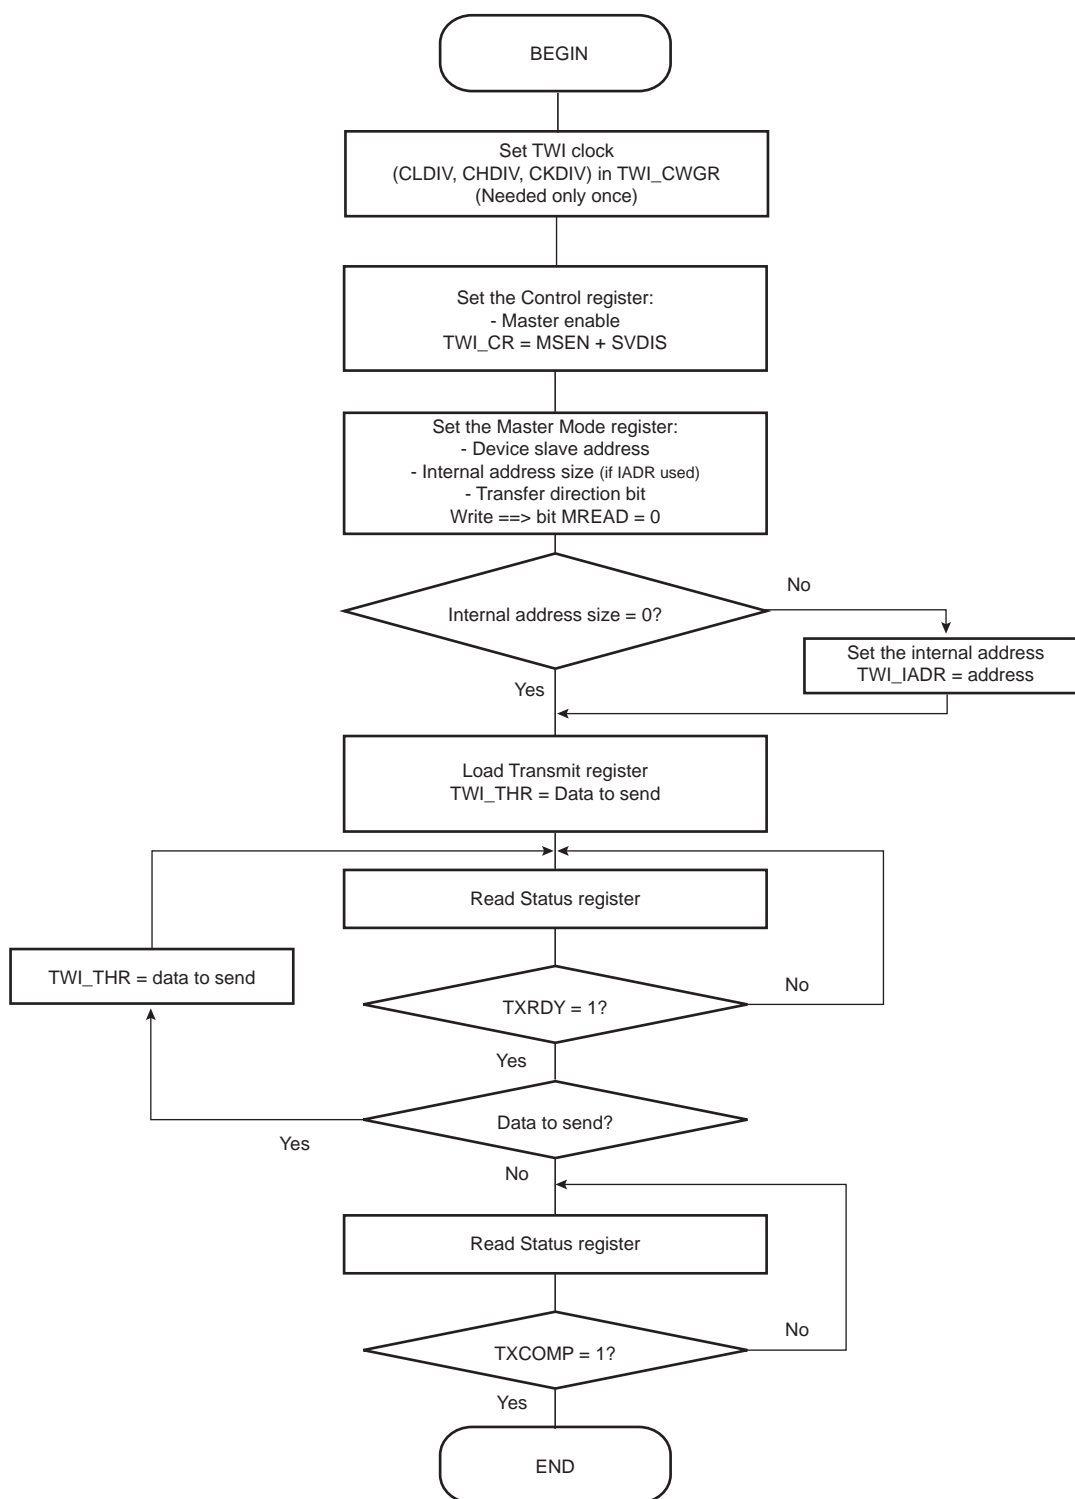 BEGIN
Set TWI clock
(CLDIV, CHDIV, CKDIV) in TWI_CWGR
(Needed only once)
Set the Control register:
- Master enable
TWI_CR = MSEN + SVDIS
Set the Master Mode register:
- Device slave address
- Internal address size (if IADR used)
- Transfer direction bit
Write ==> bit MREAD = 0
No
Internal address size = 0?
Set the internal address
TWI_IADR = address
Yes
Load Transmit register
TWI_THR = Data to send
Read Status register
TWI_THR = data to send
No
TXRDY = 1?
Yes
Data to send?
Yes
No
Read Status register
No
TXCOMP = 1?
Yes
END